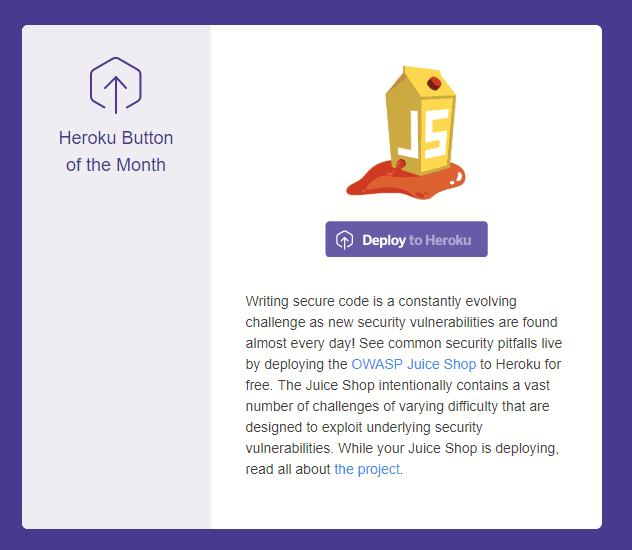 Heroku Button
of the Month
JS
Deploy to Heroku
Writing secure code is a constantly evolving
challenge as new security vulnerabilities are found
almost every day! See common security pitfalls live
by deploying the OWASP Juice Shop to Heroku for
free. The Juice Shop intentionally contains a vast
number of challenges of varying difficulty that are
designed to exploit underlying security
vulnerabilities. While your Juice Shop is deploying,
read all about the project.